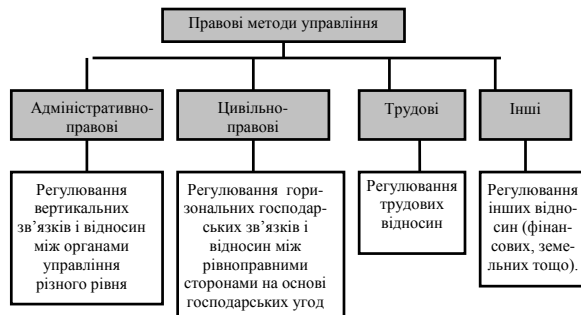 Правові методи управління
Адміністративно-
правові
Цивільно-
правові
Трудові
Інші
Регулювання
вертикальних
зв’язків і відносин
між органами
управління
різного рівня
Регулювання гори-
зональних господар-
ських зв’язків і
відносин між
рівноправними
сторонами на основі
господарських угод
Регулювання
трудових
відносин
Регулювання
інших відно-
син (фінан-
сових, земе-
льних тощо).